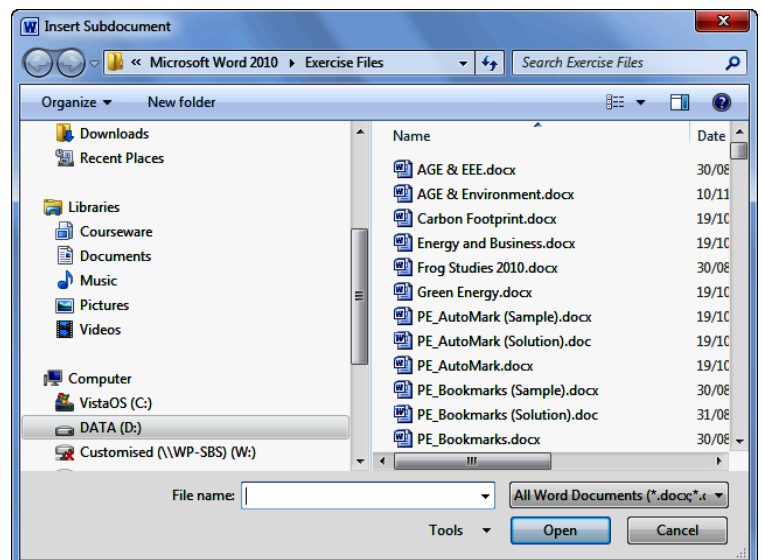 Insert Subdocument
« Microsoft Word 2010 Exercise Files
Search Exercise Files
Organize
New folder
Downloads
Recent Places
Libraries
Courseware
Documents
Music
Pictures
Videos
Computer
VistaOS (C:)
DATA (D:)
Customised (\\WP-SBS) (W:)
Name Date
AGE & EEE.docx 30/08
AGE & Environment.docx 10/11
Carbon Footprint.docx 19/10
Energy and Business.docx 19/10
Frog Studies 2010.docx 30/08
Green Energy.docx 19/10
PE_AutoMark (Sample).docx 19/10
PE_AutoMark (Solution).doc 19/10
PE_AutoMark.docx 19/10
PE_Bookmarks (Sample).docx 30/08
PE_Bookmarks (Solution).doc 31/08
PE_Bookmarks.docx 30/08
File name:
All Word Documents (*.docx;*.c
Tools
Open
Cancel